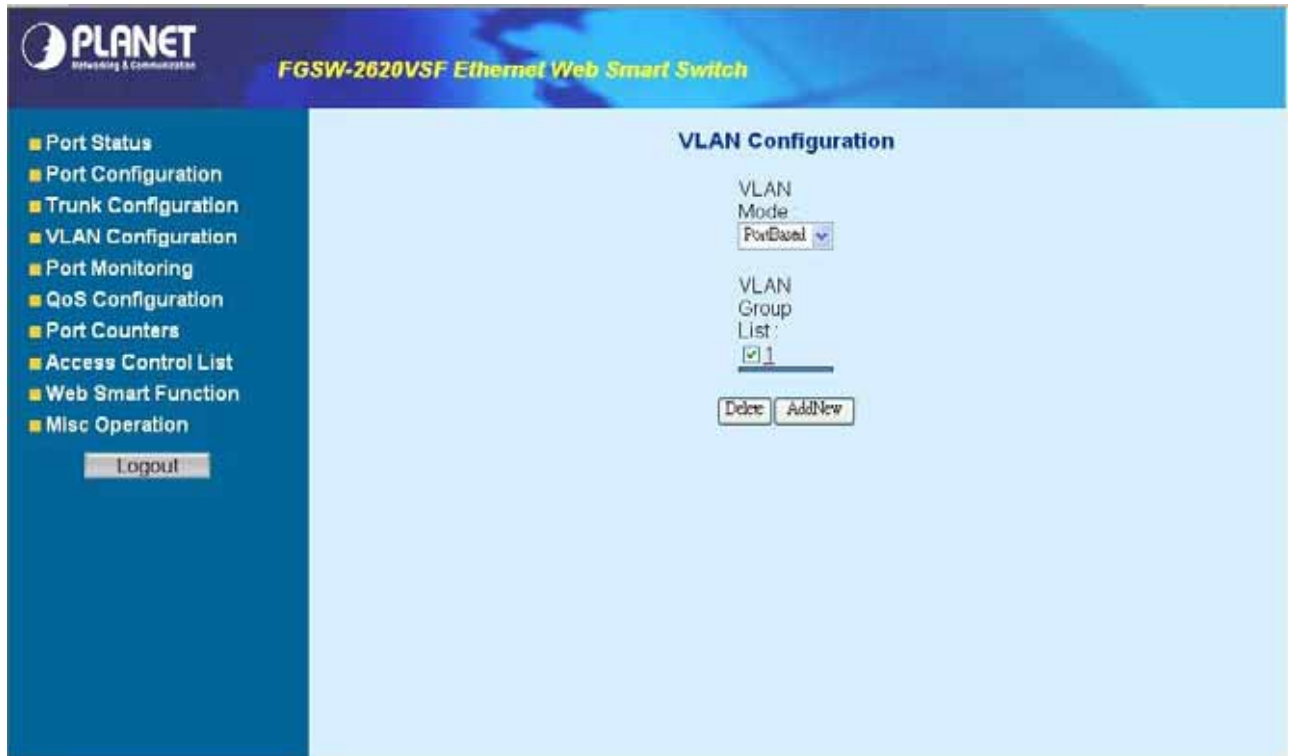 PLANET
Networking & Communication
FGSW-2620VSF Ethernet Web Smart Switch
Port Status
Port Configuration
Trunk Configuration
VLAN Configuration
Port Monitoring
QoS Configuration
Port Counters
Access Control List
Web Smart Function
Misc Operation
Logout
VLAN Configuration
VLAN
Mode :
PortBased
VLAN
Group
List :
1
Delete AddNew